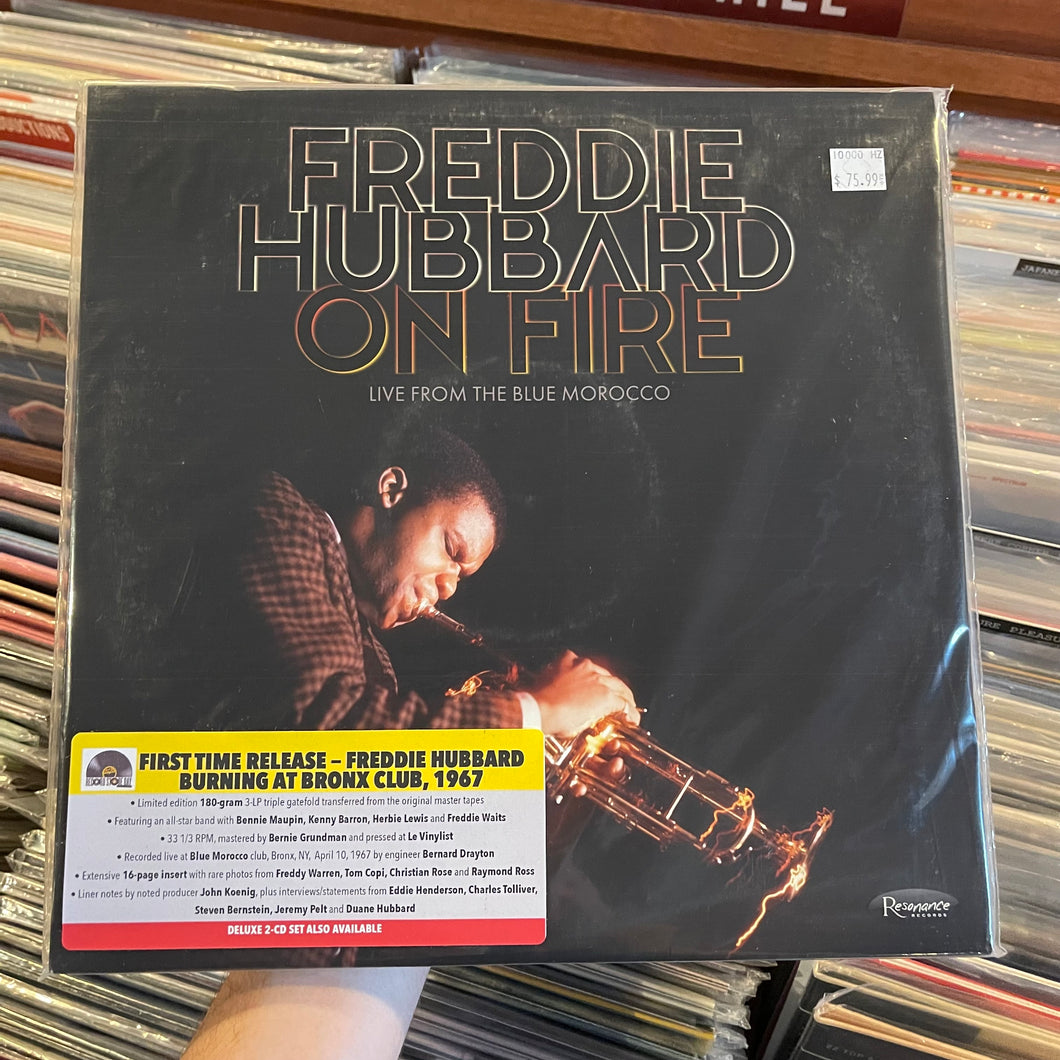 FREDDIE
HUBBARD
ON FIRE
LIVE FROM THE BLUE MOROCCO
10000 HZ
$ 75.99
FIRST TIME RELEASE – FREDDIE HUBBARD
BURNING AT BRONX CLUB, 1967
• Limited edition 180-gram 3-LP triple gatefold transferred from the original master tapes
• Featuring an all-star band with Bennie Maupin, Kenny Barron, Herbie Lewis and Freddie Waits
• 33 1/3 RPM, mastered by Bernie Grundman and pressed at Le Vinylist
• Recorded live at Blue Morocco club, Bronx, NY, April 10, 1967 by engineer Bernard Drayton
• Extensive 16-page insert with rare photos from Freddy Warren, Tom Copi, Christian Rose and Raymond Ross
• Liner notes by noted producer John Koenig, plus interviews/statements from Eddie Henderson, Charles Tolliver,
Steven Bernstein, Jeremy Pelt and Duane Hubbard
DELUXE 2-CD SET ALSO AVAILABLE
Resonance
RECORDS
SPECTRUM